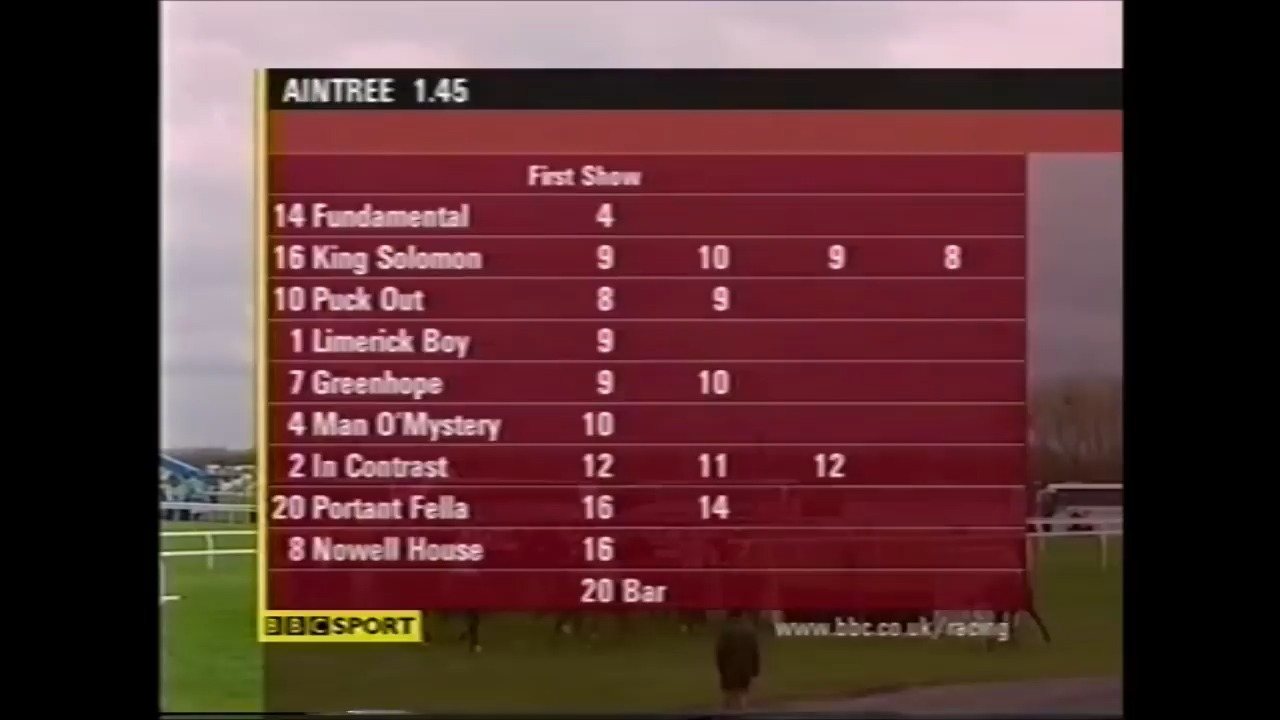 AINTREE 1.45
First Show
14 Fundamental 4
16 King Solomon 9 10 9 8
10 Puck Out 8 9
1 Limerick Boy 9
7 Greenhope 9 10
4 Man O'Mystery 10
2 In Contrast 12 11 12
20 Portant Fella 16 14
8 Nowell House 16
20 Bar
BBC SPORT www.bbc.co.uk/racing